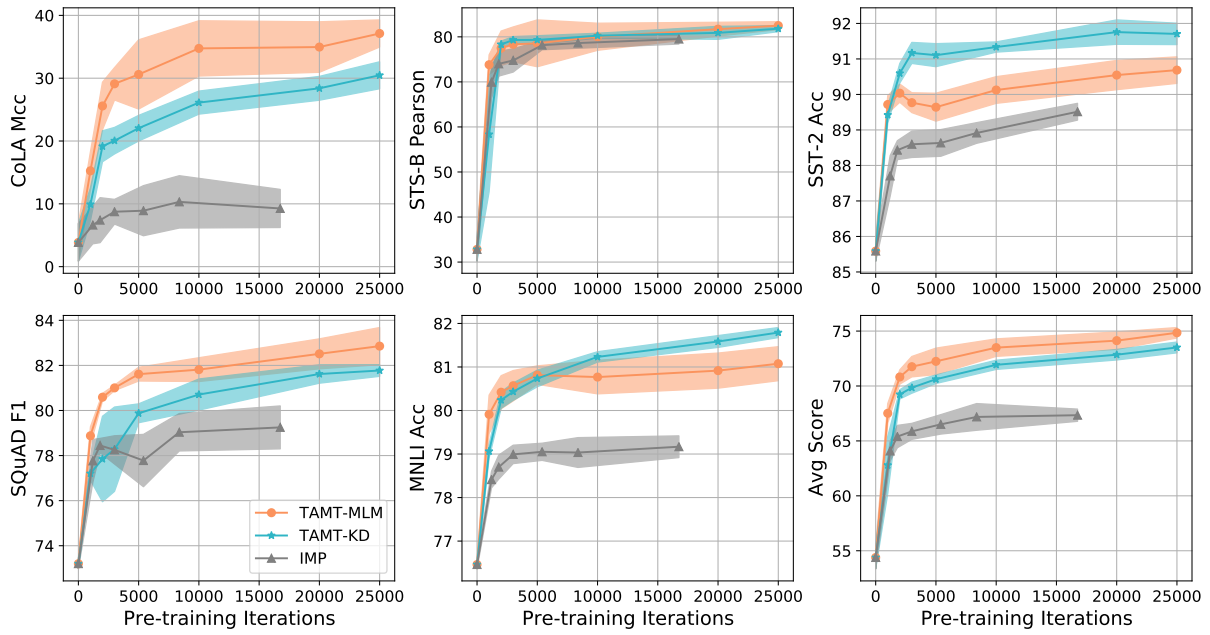 CoLA Mcc
40
30
20
10
0
0 5000 10000 15000 20000 25000
STS-B Pearson
80
70
60
50
40
30
0 5000 10000 15000 20000 25000
SST-2 Acc
92
91
90
89
88
87
86
85
0 5000 10000 15000 20000 25000
SQuAD F1
84
82
80
78
76
74
TAMT-MLM
TAMT-KD
IMP
0 5000 10000 15000 20000 25000
Pre-training Iterations
MNLI Acc
82
81
80
79
78
77
0 5000 10000 15000 20000 25000
Pre-training Iterations
Avg Score
75
70
65
60
55
0 5000 10000 15000 20000 25000
Pre-training Iterations